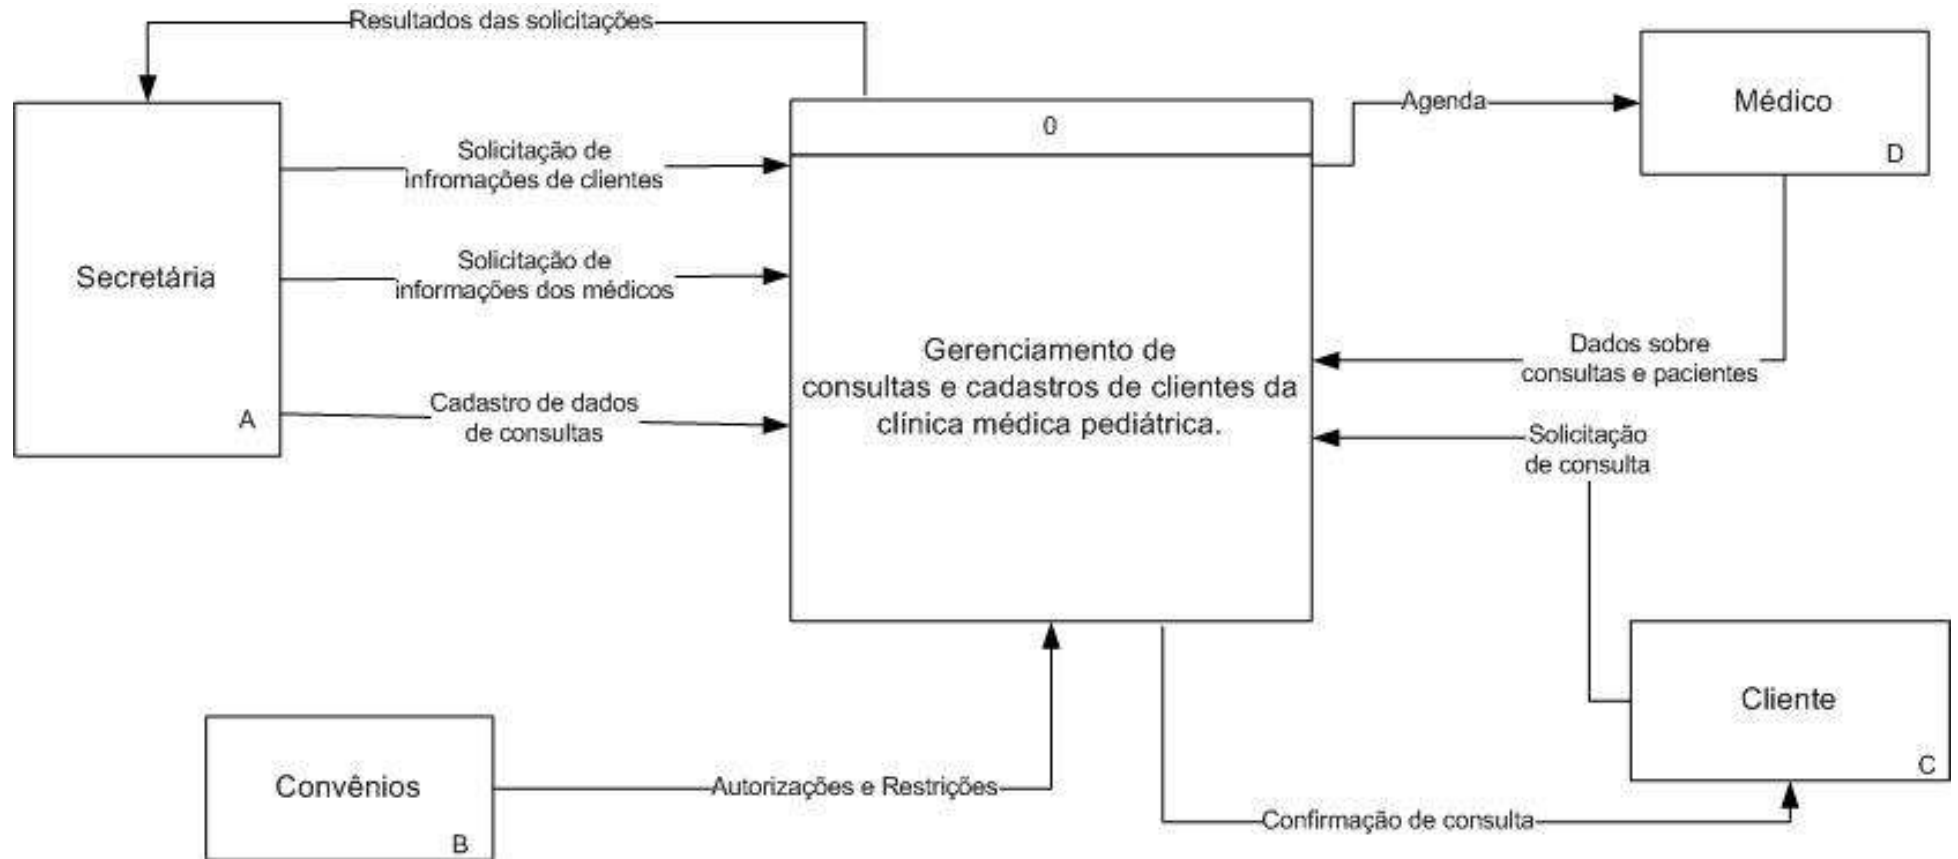 Resultados das solicitações
Secretária
A
Solicitação de
infromações de clientes
Solicitação de
informações dos médicos
Cadastro de dados
de consultas
0
Gerenciamento de
consultas e cadastros de clientes da
clínica médica pediátrica.
Agenda
Médico
D
Dados sobre
consultas e pacientes
Solicitação
de consulta
Cliente
C
Convênios
B
Autorizações e Restrições
Confirmação de consulta